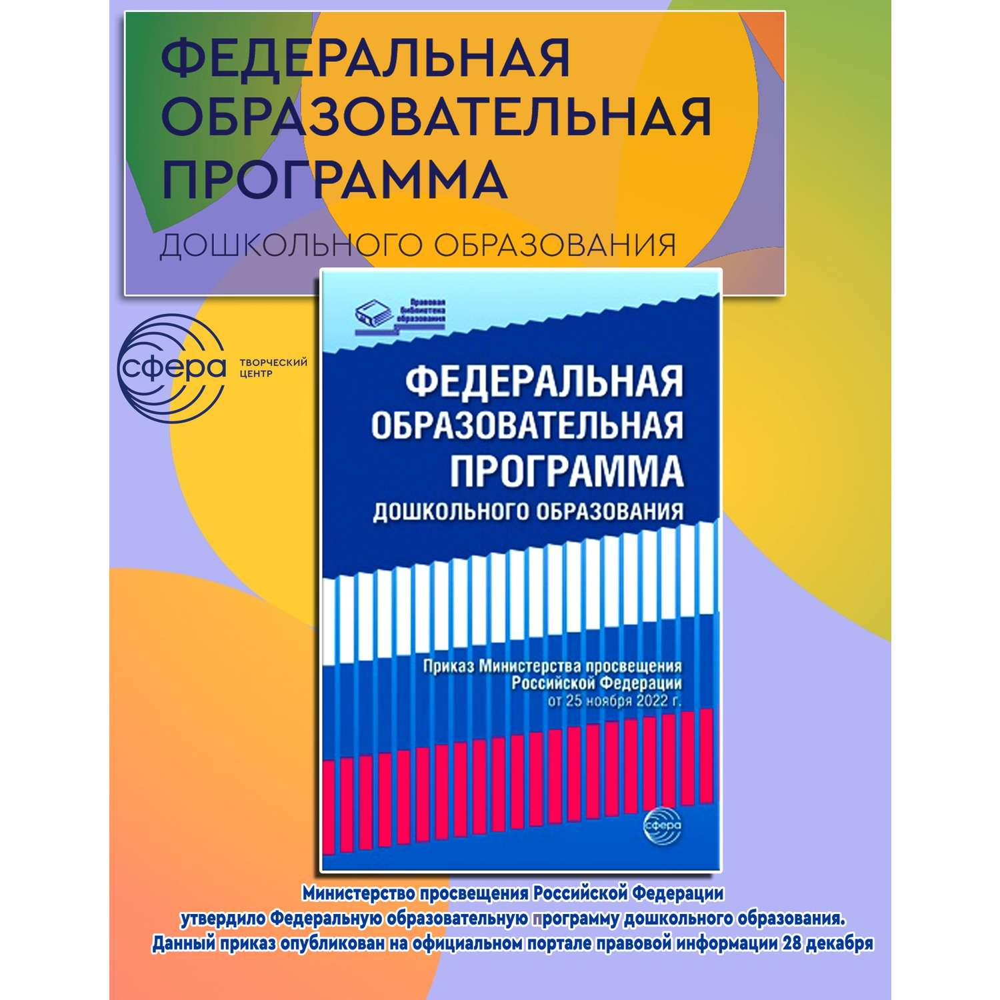 ФЕДЕРАЛЬНАЯ
ОБРАЗОВАТЕЛЬНАЯ
ПРОГРАММА
ДОШКОЛЬНОГО ОБРАЗОВАНИЯ
сфера
ТВОРЧЕСКИЙ
ЦЕНТР
Правовая
библиотека
образования
ФЕДЕРАЛЬНАЯ
ОБРАЗОВАТЕЛЬНАЯ
ПРОГРАММА
ДОШКОЛЬНОГО ОБРАЗОВАНИЯ
Приказ Министерства просвещения
Российской Федерации
от 25 ноября 2022 г.
сфера
Министерство просвещения Российской Федерации
утвердило Федеральную образовательную программу дошкольного образования.
Данный приказ опубликован на официальном портале правовой информации 28 декабря